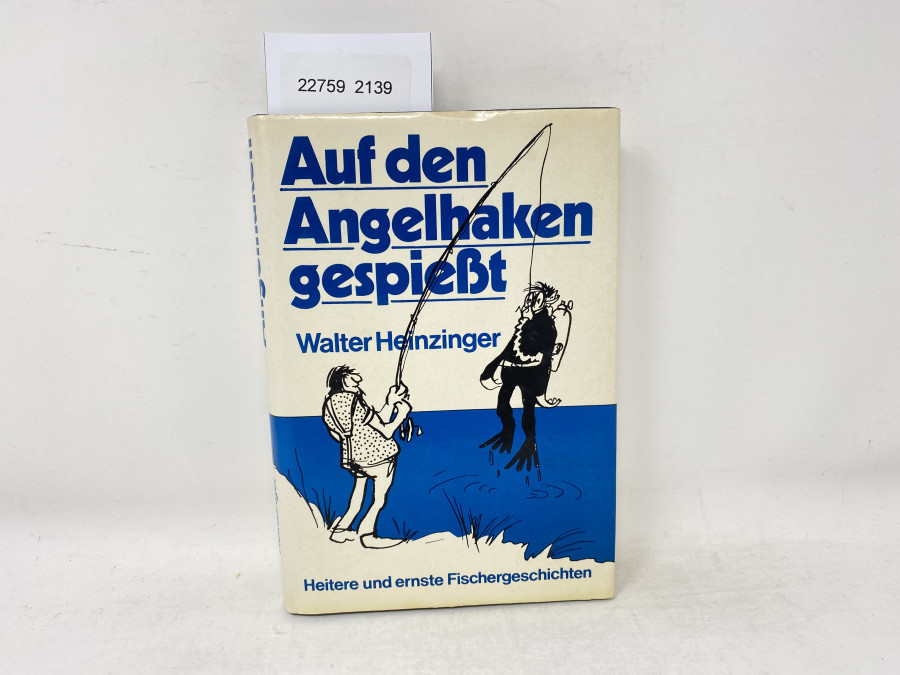 22759 2139
Auf den
Angelhaken
gespießt
Walter Heinzinger
Heitere und ernste Fischergeschichten